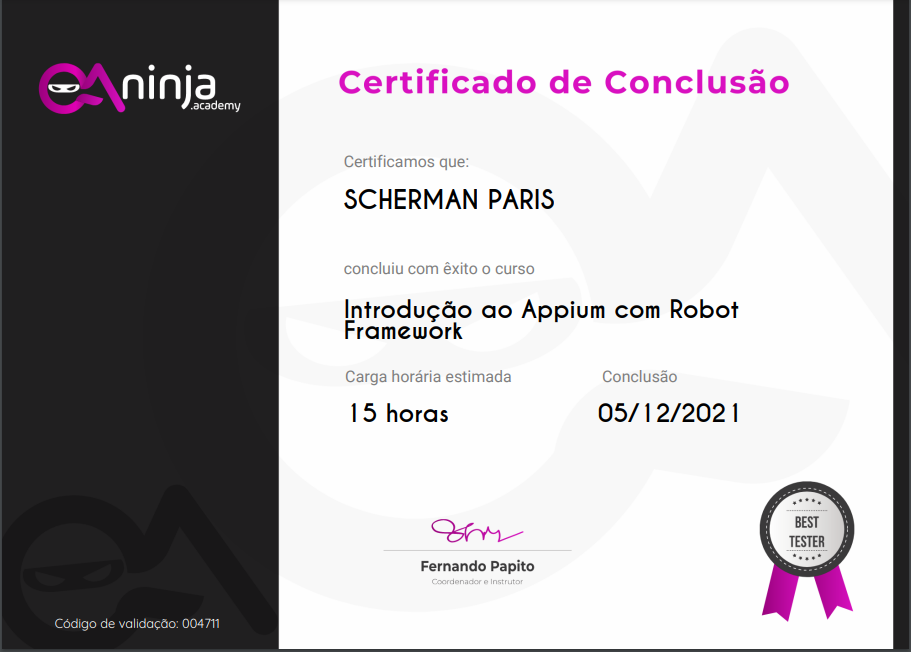 QAninja
.academy
Certificado de Conclusão
Certificamos que:
SCHERMAN PARIS
concluiu com êxito o curso
Introdução ao Appium com Robot
Framework
Carga horária estimada
Conclusão
15 horas
05/12/2021
BEST
TESTER
Fernando Papito
Coordenador e Instrutor
Código de validação: 004711